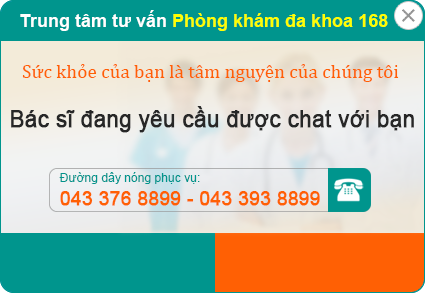 Trung tâm tư vấn Phòng khám đa khoa 168
Sức khỏe của bạn là tâm nguyện của chúng tôi
Bác sĩ đang yêu cầu được chat với bạn
Đường dây nóng phục vụ:
043 376 8899 - 043 393 8899